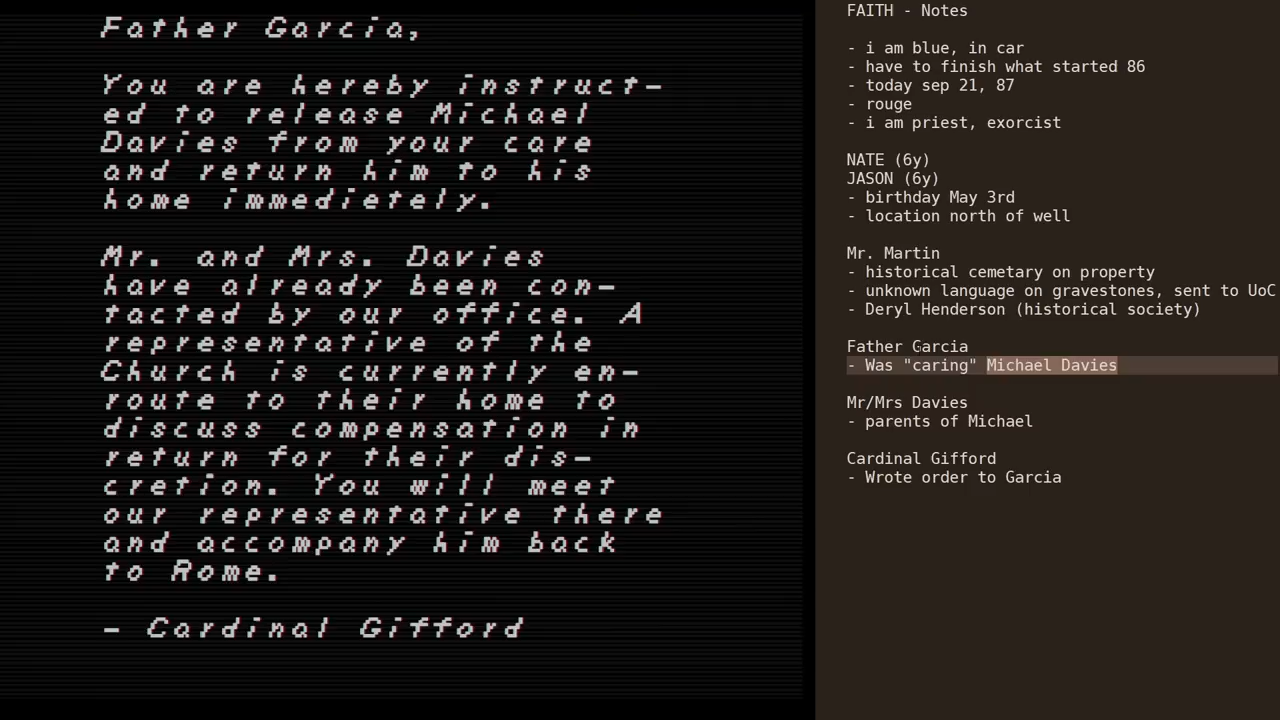 Father Garcia,
You are hereby instruct-
ed to release Michael
Davies from your care
and return him to his
home immedietely.
Mr. and Mrs. Davies
have already been con-
tacted by our office. A
representative of the
Church is currently en-
route to their home to
discuss compensation in
return for their dis-
cretion. You will meet
our representative there
and accompany him back
to Rome.
- Cardinal Gifford
FAITH - Notes
- i am blue, in car
- have to finish what started 86
- today sep 21, 87
- rouge
- i am priest, exorcist
NATE (6y)
JASON (6y)
- birthday May 3rd
- location north of well
Mr. Martin
- historical cemetary on property
- unknown language on gravestones, sent to UoC
- Deryl Henderson (historical society)
Father Garcia
- Was "caring" Michael Davies
Mr/Mrs Davies
- parents of Michael
Cardinal Gifford
- Wrote order to Garcia